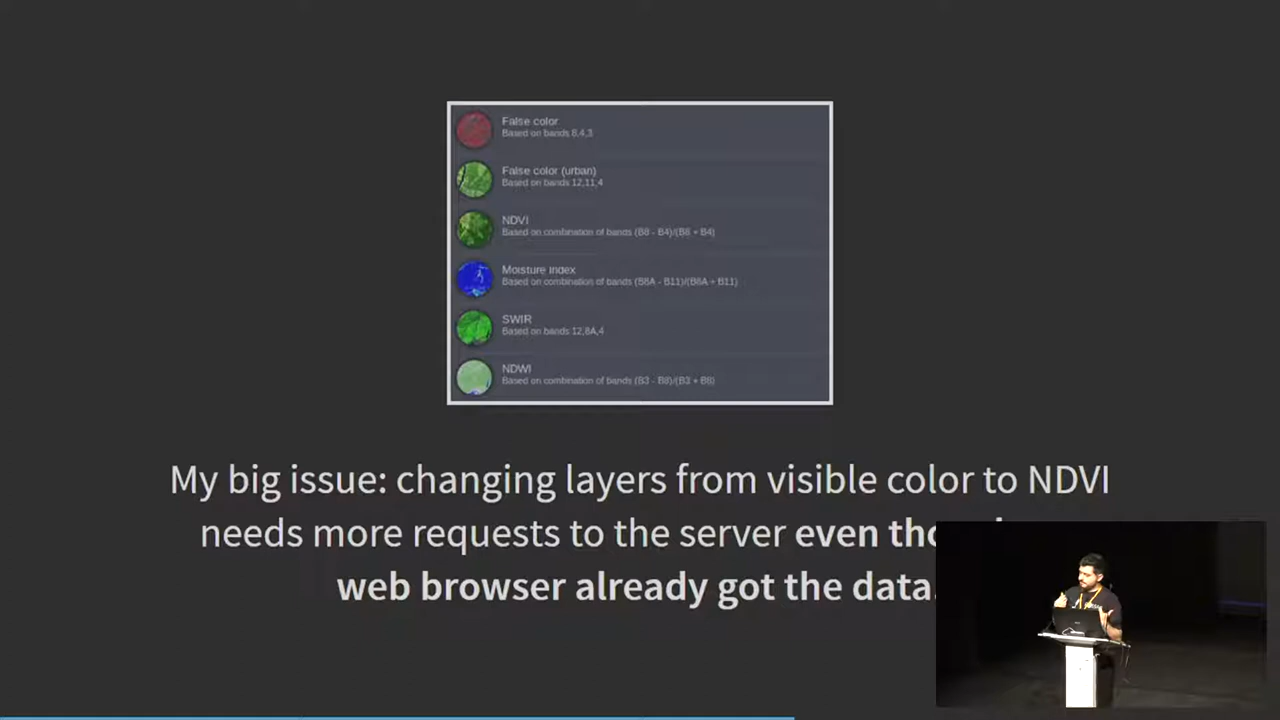 False color
Based on bands 8,4,3
False color (urban)
Based on bands 12,11,4
NDVI
Based on combination of bands (B8 - B4)/(B8 + B4)
Moisture index
Based on combination of bands (B8A - B11)/(B8A + B11)
SWIR
Based on bands 12,8A,4
NDWI
Based on combination of bands (B3 - B8)/(B3 + B8)
My big issue: changing layers from visible color to NDVI
needs more requests to the server even
web browser already got the data.